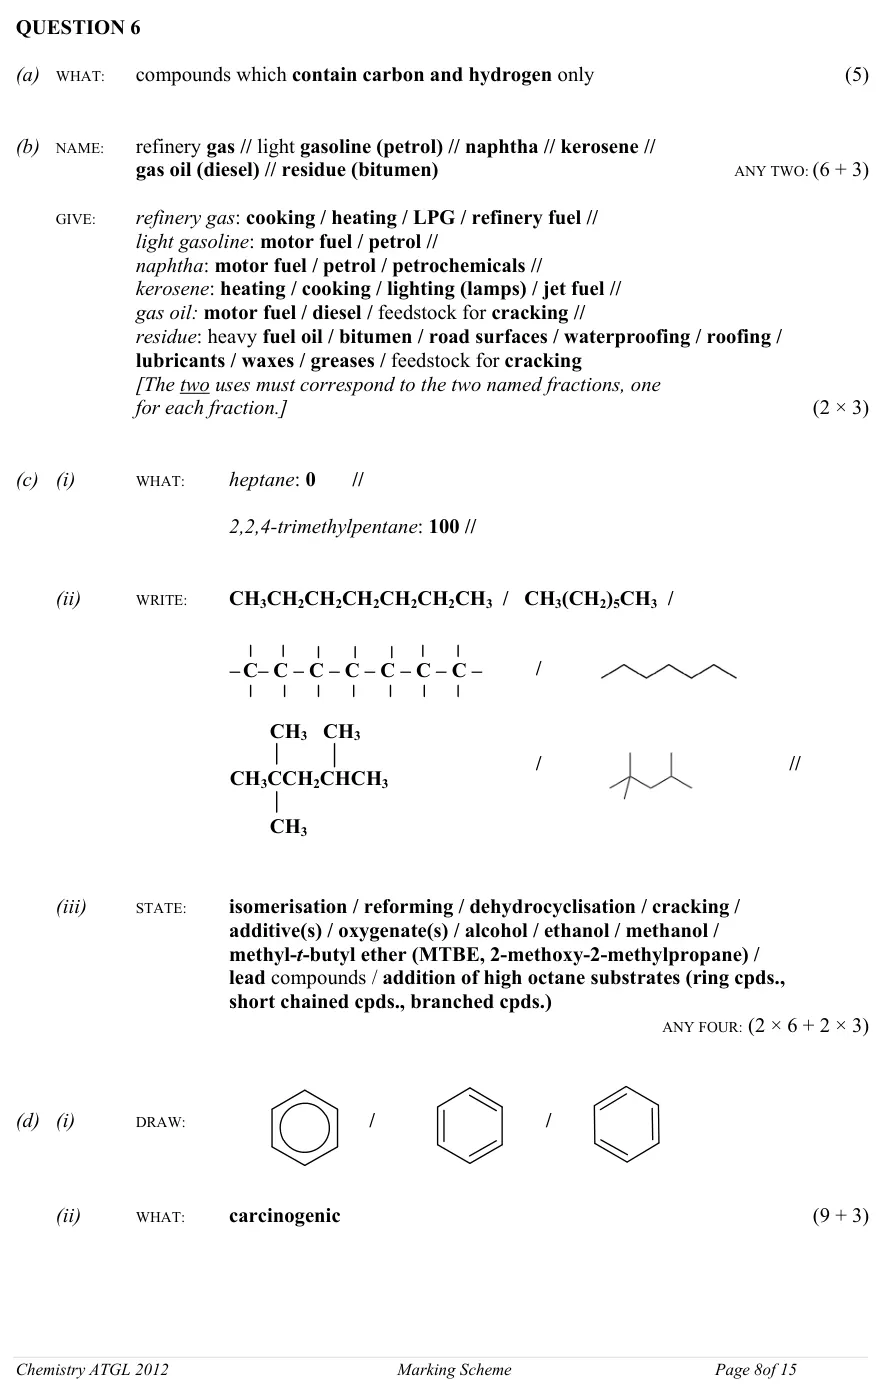 QUESTION 6
(a) WHAT: compounds which contain carbon and hydrogen only (5)
(b) NAME: refinery gas // light gasoline (petrol) // naphtha // kerosene //
gas oil (diesel) // residue (bitumen) ANY TWO: (6 + 3)
GIVE: refinery gas: cooking / heating / LPG / refinery fuel //
light gasoline: motor fuel / petrol //
naphtha: motor fuel / petrol / petrochemicals //
kerosene: heating / cooking / lighting (lamps) / jet fuel //
gas oil: motor fuel / diesel / feedstock for cracking //
residue: heavy fuel oil / bitumen / road surfaces / waterproofing / roofing /
lubricants / waxes / greases / feedstock for cracking
[The two uses must correspond to the two named fractions, one
for each fraction.] (2 × 3)
(c) (i) WHAT: heptane: 0 //
2,2,4-trimethylpentane: 100 //
(ii) WRITE: CH₃CH₂CH₂CH₂CH₂CH₂CH₃ / CH₃(CH₂)₅CH₃ /
– C – C – C – C – C – C – C – /
CH₃ CH₃
CH₃CCH₂CHCH₃ / //
CH₃
(iii) STATE: isomerisation / reforming / dehydrocyclisation / cracking /
additive(s) / oxygenate(s) / alcohol / ethanol / methanol /
methyl-t-butyl ether (MTBE, 2-methoxy-2-methylpropane) /
lead compounds / addition of high octane substrates (ring cpds.,
short chained cpds., branched cpds.)
ANY FOUR: (2 × 6 + 2 × 3)
(d) (i) DRAW: / /
(ii) WHAT: carcinogenic (9 + 3)
Chemistry ATGL 2012 Marking Scheme Page 8of 15